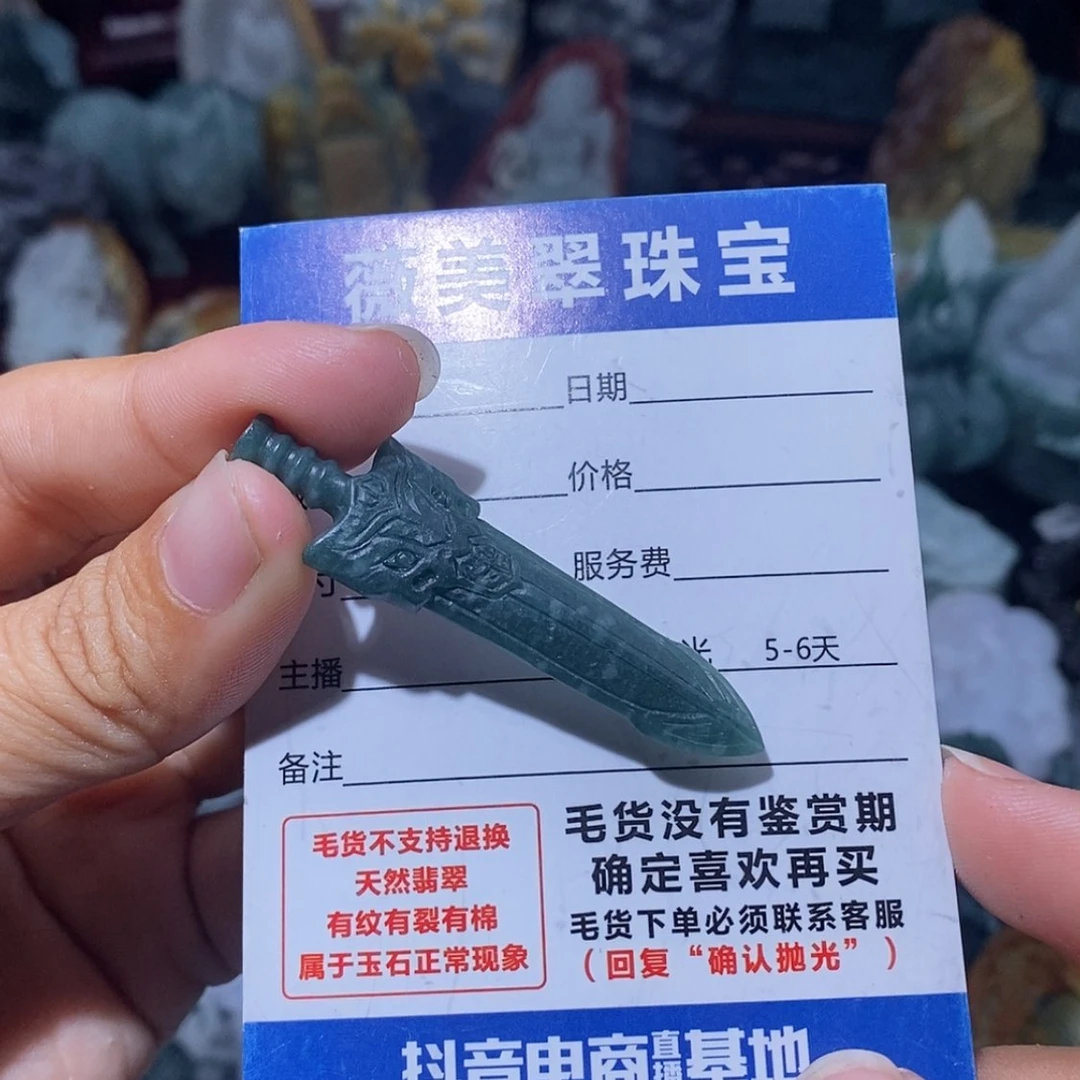 薇美翠珠宝
日期
价格
寸
服务费
光 5-6天
主播
备注
毛货不支持退换
天然翡翠
有纹有裂有棉
属于玉石正常现象
毛货没有鉴赏期
确定喜欢再买
毛货下单必须联系客服
（回复“确认抛光”）
抖音电商直播基地